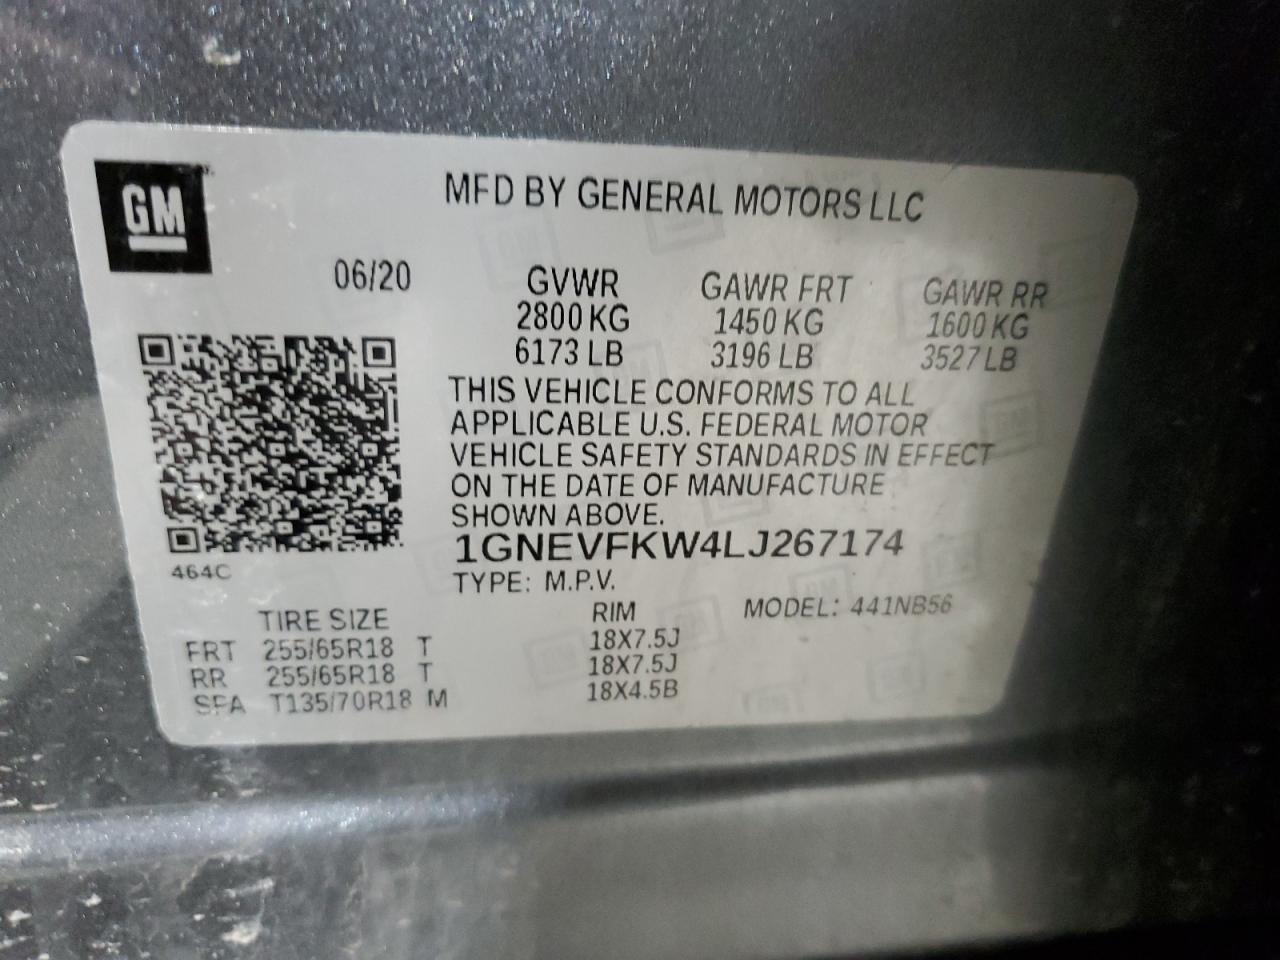 GM
MFD BY GENERAL MOTORS LLC
06/20 GVWR GAWR FRT GAWR RR
2800 KG 1450 KG 1600 KG
6173 LB 3196 LB 3527 LB
THIS VEHICLE CONFORMS TO ALL
APPLICABLE U.S. FEDERAL MOTOR
VEHICLE SAFETY STANDARDS IN EFFECT
ON THE DATE OF MANUFACTURE
SHOWN ABOVE.
1GNEVFKW4LJ267174
464C
TYPE: M.P.V.
TIRE SIZE RIM MODEL: 441NB56
FRT 255/65R18 T 18X7.5J
RR 255/65R18 T 18X7.5J
SPA T135/70R18 M 18X4.5B